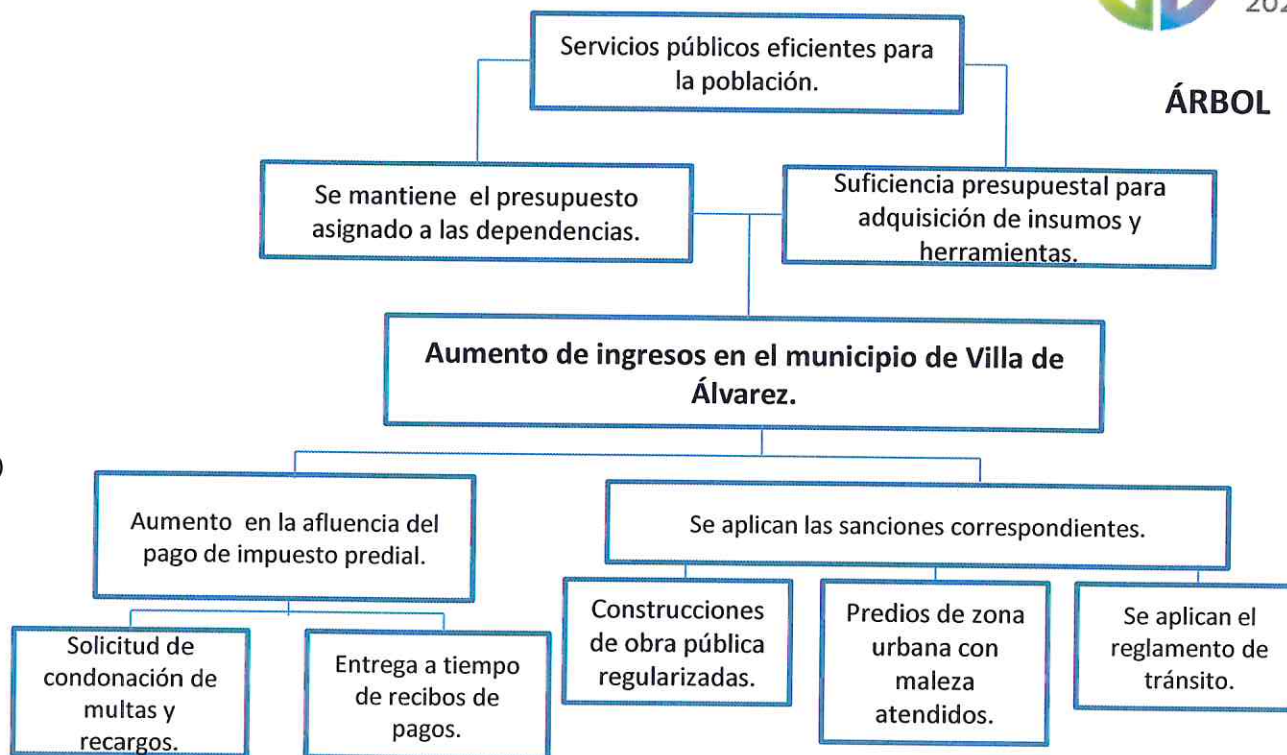 202
ÁRBOL
Servicios públicos eficientes para
la población.
Se mantiene el presupuesto
asignado a las dependencias.
Suficiencia presupuestal para
adquisición de insumos y
herramientas.
Aumento de ingresos en el municipio de Villa de
Álvarez.
)
Aumento en la afluencia del
pago de impuesto predial.
Se aplican las sanciones correspondientes.
Solicitud de
condonación de
multas y
recargos.
Entrega a tiempo
de recibos de
pagos.
Construcciones
de obra pública
regularizadas.
Predios de zona
urbana con
maleza
atendidos.
Se aplican el
reglamento de
tránsito.